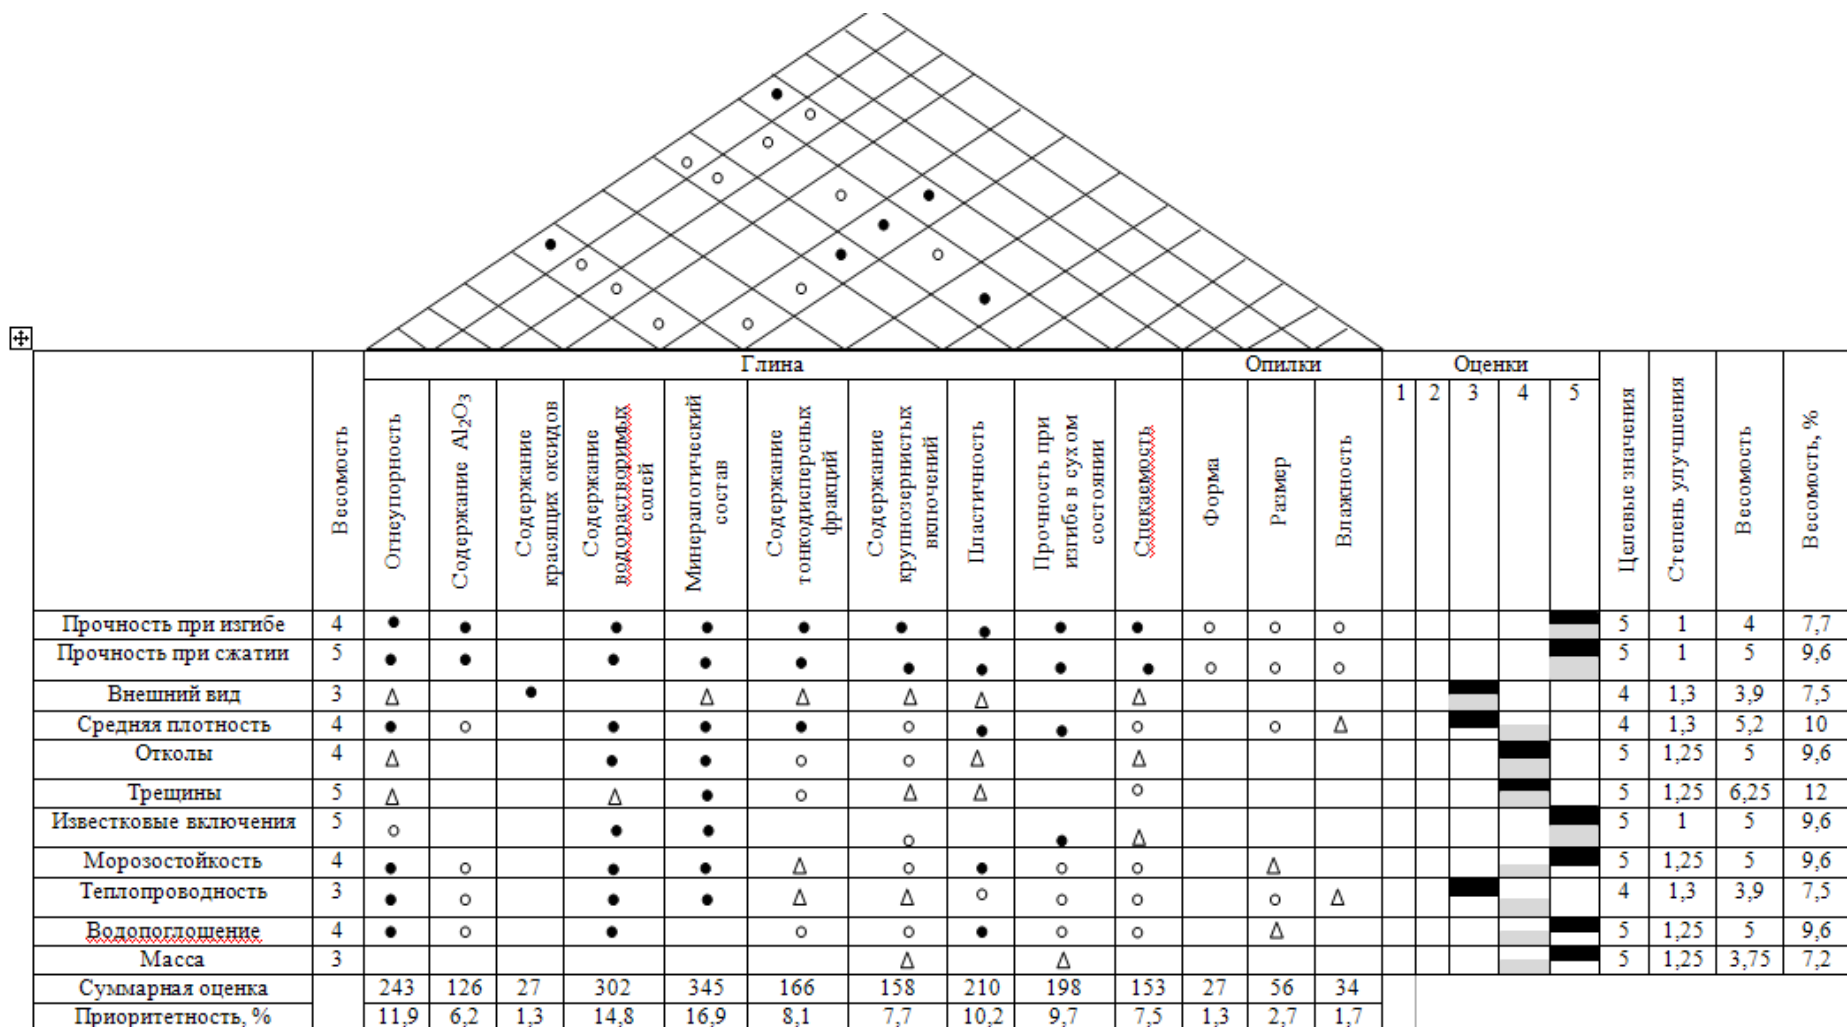 Глина Опилки Оценки
Весомость
Огнеупорность
Содержание Al₂O₃
Содержание
красящих оксидов
Содержание
водорастворимых
солей
Минералогический
состав
Содержание
тонкодисперсных
фракций
Содержание
крупнозернистых
включений
Пластичность
Прочность при
изгибе в сухом
состоянии
Спекаемость
Форма
Размер
Влажность
1 2 3 4 5
Целевые значения
Степень улучшения
Весомость
Весомость, %
Прочность при изгибе 4 5 1 4 7,7
Прочность при сжатии 5 5 1 5 9,6
Внешний вид 3 4 1,3 3,9 7,5
Средняя плотность 4 4 1,3 5,2 10
Отколы 4 5 1,25 5 9,6
Трещины 5 5 1,25 6,25 12
Известковые включения 5 5 1 5 9,6
Морозостойкость 4 5 1,25 5 9,6
Теплопроводность 3 4 1,3 3,9 7,5
Водопоглошение 4 5 1,25 5 9,6
Масса 3 5 1,25 3,75 7,2
Суммарная оценка 243 126 27 302 345 166 158 210 198 153 27 56 34
Приоритетность, % 11,9 6,2 1,3 14,8 16,9 8,1 7,7 10,2 9,7 7,5 1,3 2,7 1,7